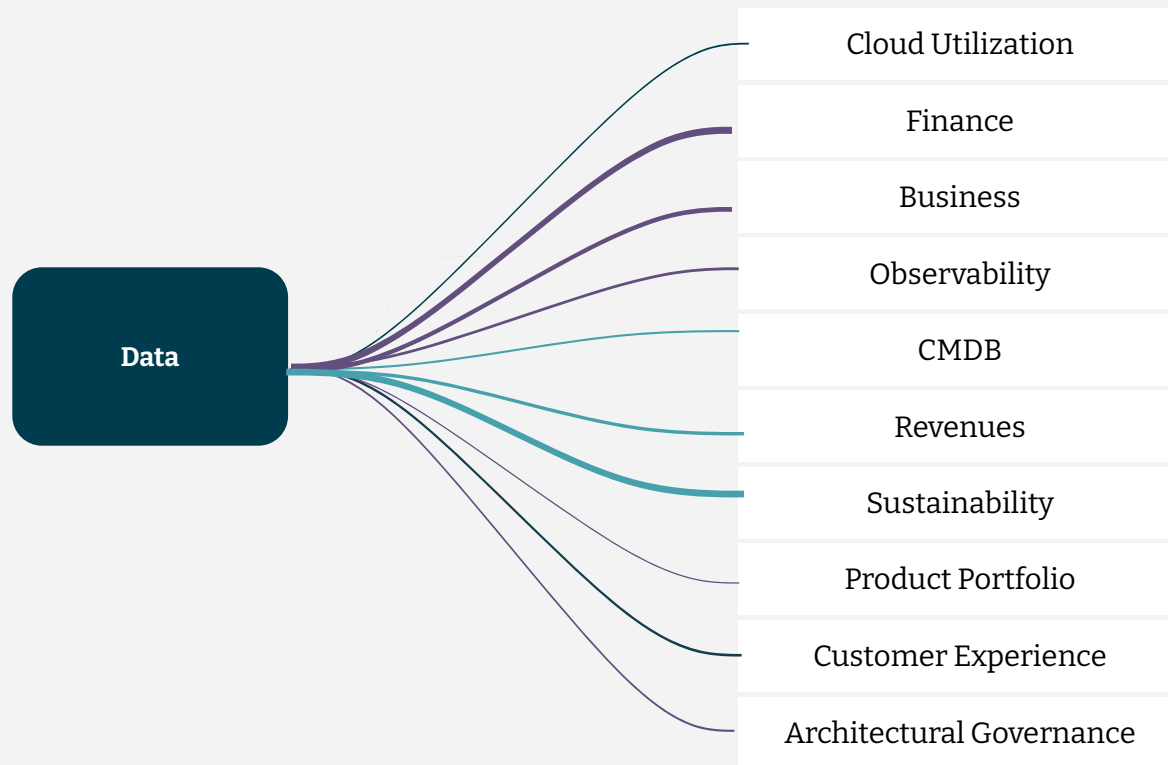 Data
Cloud Utilization
Finance
Business
Observability
CMDB
Revenues
Sustainability
Product Portfolio
Customer Experience
Architectural Governance